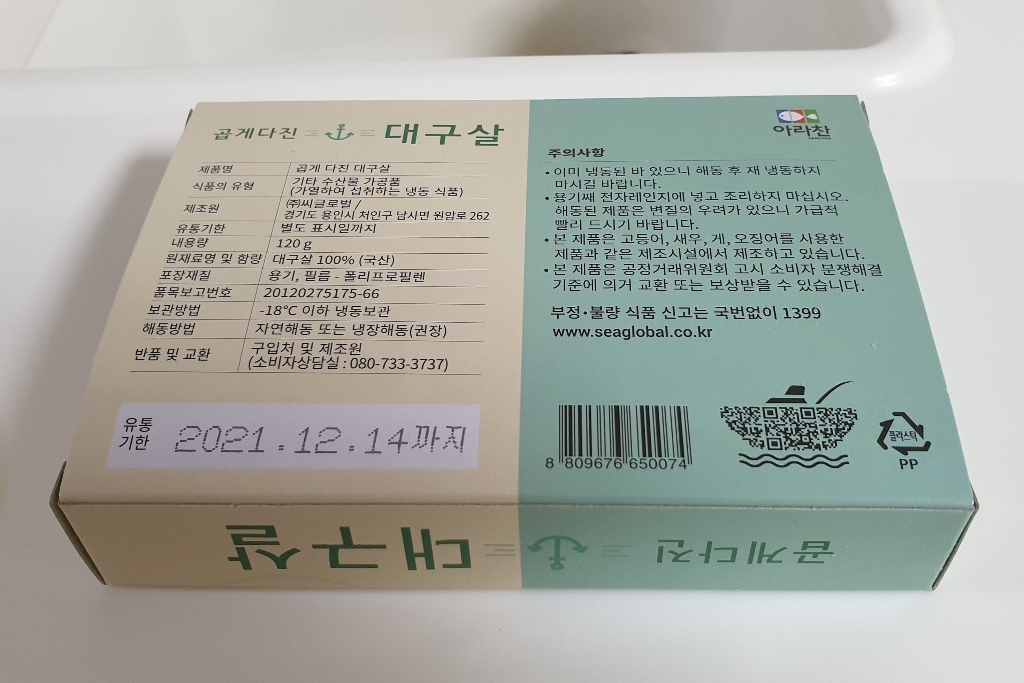 곱게다진 대구살
제품명 곱게 다진 대구살
식품의 유형 기타 수산물 가공품
(가열하여 섭취하는 냉동 식품)
제조원 ㈜씨글로벌 /
경기도 용인시 처인구 남사면 원암로 262
유통기한 별도 표시일까지
내용량 120 g
원재료명 및 함량 대구살 100% (국산)
포장재질 용기, 필름 - 폴리프로필렌
품목보고번호 20120275175-66
보관방법 -18℃ 이하 냉동보관
해동방법 자연해동 또는 냉장해동(권장)
반품 및 교환 구입처 및 제조원
(소비자상담실 : 080-733-3737)
유통
기한
2021.12.14까지
아라찬
주의사항
• 이미 냉동된 바 있으니 해동 후 재 냉동하지
마시길 바랍니다.
• 용기째 전자레인지에 넣고 조리하지 마십시오.
해동된 제품은 변질의 우려가 있으니 가급적
빨리 드시기 바랍니다.
• 본 제품은 고등어, 새우, 게, 오징어를 사용한
제품과 같은 제조시설에서 제조하고 있습니다.
• 본 제품은 공정거래위원회 고시 소비자 분쟁해결
기준에 의거 교환 또는 보상받을 수 있습니다.
부정·불량 식품 신고는 국번없이 1399
www.seaglobal.co.kr
8 809676 650074
플라스틱
PP
곱게다진 대구살